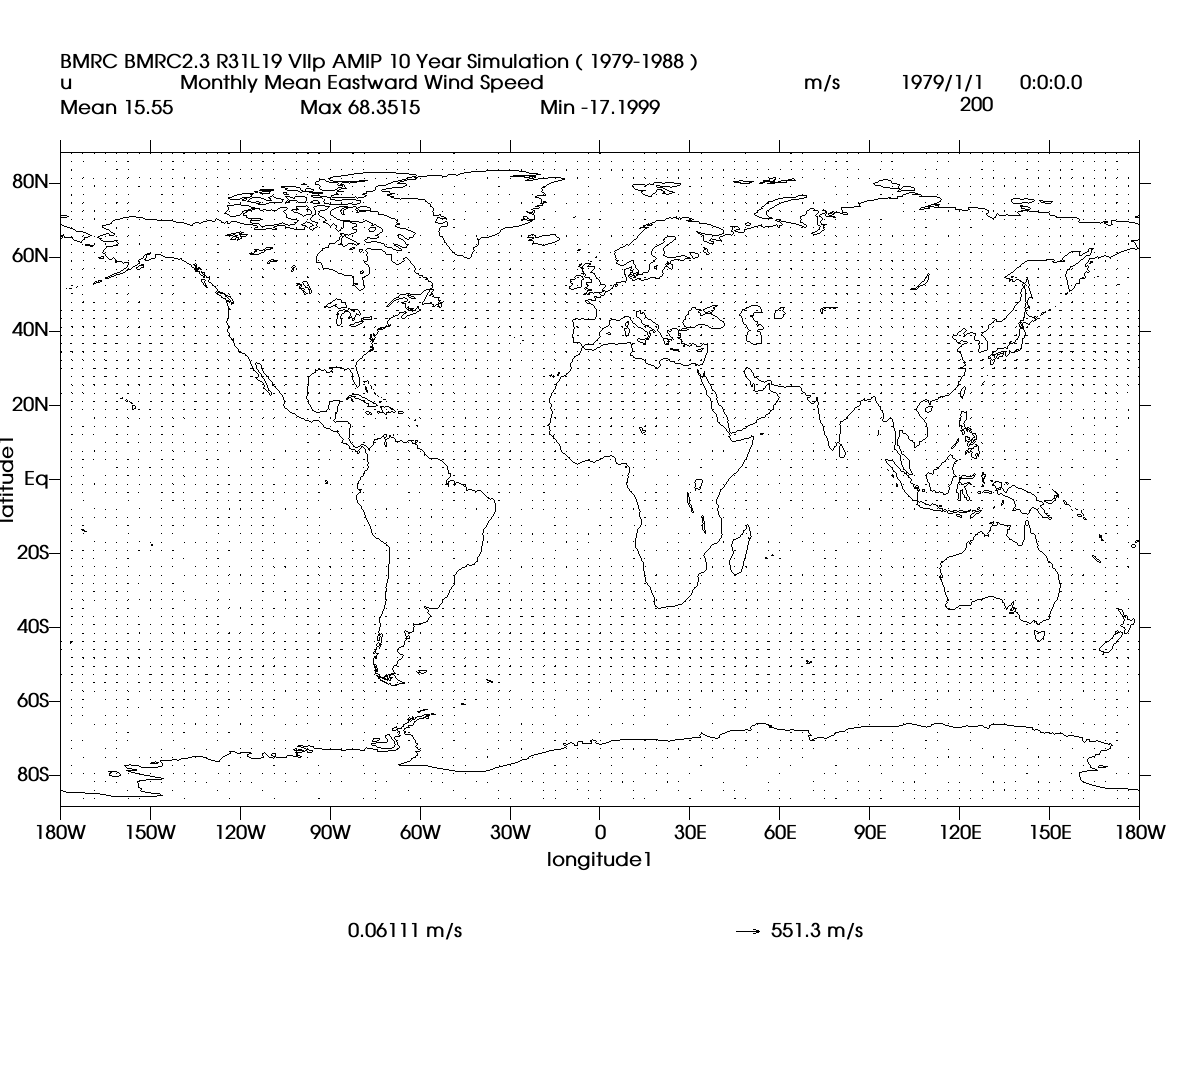 BMRC BMRC2.3 R31L19 VIIp AMIP 10 Year Simulation ( 1979-1988 )
u Monthly Mean Eastward Wind Speed m/s 1979/1/1 0:0:0.0
Mean 15.55 Max 68.3515 Min -17.1999 200
80N
60N
40N
20N
Eq
20S
40S
60S
80S
latitude1
180W 150W 120W 90W 60W 30W 0 30E 60E 90E 120E 150E 180W
longitude1
0.06111 m/s 551.3 m/s